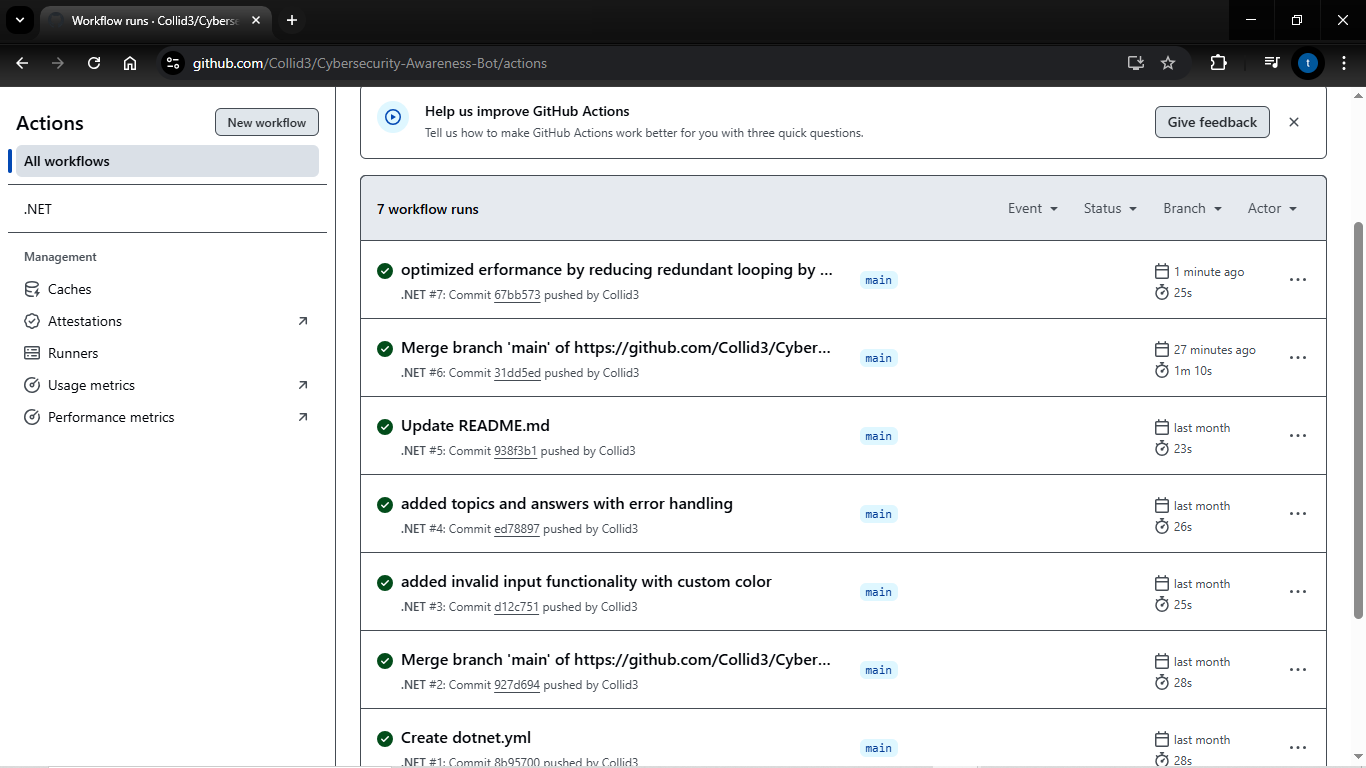 Workflow runs · Collid3/Cyberse
github.com/Collid3/Cybersecurity-Awareness-Bot/actions
t
Actions
New workflow
All workflows
.NET
Management
Caches
Attestations
Runners
Usage metrics
Performance metrics
Help us improve GitHub Actions
Tell us how to make GitHub Actions work better for you with three quick questions.
Give feedback
7 workflow runs
Event
Status
Branch
Actor
optimized erformance by reducing redundant looping by ...
main
1 minute ago
.NET #7: Commit 67bb573 pushed by Collid3
25s
Merge branch 'main' of https://github.com/Collid3/Cyber...
main
27 minutes ago
.NET #6: Commit 31dd5ed pushed by Collid3
1m 10s
Update README.md
main
last month
.NET #5: Commit 938f3b1 pushed by Collid3
23s
added topics and answers with error handling
main
last month
.NET #4: Commit ed78897 pushed by Collid3
26s
added invalid input functionality with custom color
main
last month
.NET #3: Commit d12c751 pushed by Collid3
25s
Merge branch 'main' of https://github.com/Collid3/Cyber...
main
last month
.NET #2: Commit 927d694 pushed by Collid3
28s
Create dotnet.yml
main
last month
.NET #1: Commit 8b95700 pushed by Collid3
28s